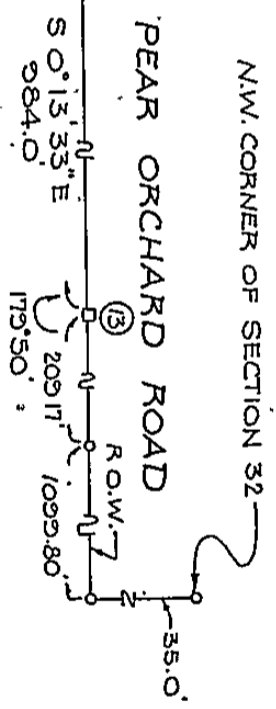 N.W. CORNER OF SECTION 32
35.0'
PEAR ORCHARD ROAD
R.O.W.
13
S 0°13'33"E
984.0'
209.17'
1099.80'
179°50'